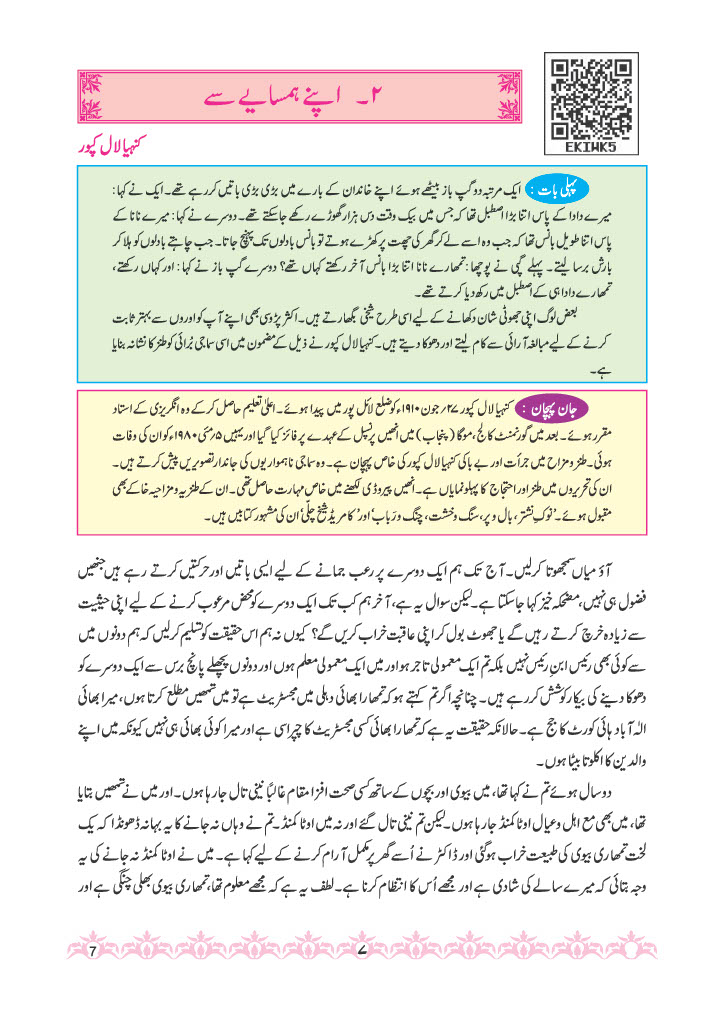 ۲۔ اپنے ہمسایے سے
EKIWK5
کنہیا لال کپور
پہلی بات : ایک مرتبہ دو گپ باز بیٹھے ہوئے اپنے خاندان کے بارے میں بڑی بڑی باتیں کر رہے تھے۔ ایک نے کہا :
میرے دادا کے پاس اتنا بڑا اصطبل تھا کہ جس میں بیک وقت دس ہزار گھوڑے رکھے جاسکتے تھے۔ دوسرے نے کہا : میرے نانا کے
پاس اتنا طویل بانس تھا کہ جب وہ اسے لے کر گھر کی چھت پر کھڑے ہوتے تو بانس بادلوں تک پہنچ جاتا۔ جب چاہتے بادلوں کو ہلا کر
بارش برسا لیتے۔ پہلے گپی نے پوچھا : تمھارے نانا اتنا بڑا بانس آخر رکھتے کہاں تھے؟ دوسرے گپ باز نے کہا : اور کہاں رکھتے،
تمھارے دادا ہی کے اصطبل میں رکھ دیا کرتے تھے۔
بعض لوگ اپنی جھوٹی شان دکھانے کے لیے اسی طرح شیخی بگھارتے ہیں۔ اکثر پڑوسی بھی اپنے آپ کو اوروں سے بہتر ثابت
کرنے کے لیے مبالغہ آرائی سے کام لیتے اور دھوکا دیتے ہیں۔ کنہیا لال کپور نے ذیل کے مضمون میں اسی سماجی بُرائی کو طنز کا نشانہ بنایا
ہے۔
جان پہچان : کنہیا لال کپور ۲۷؍ جون ۱۹۱۰ء کو ضلع لائل پور میں پیدا ہوئے۔ اعلیٰ تعلیم حاصل کر کے وہ انگریزی کے استاد
مقرر ہوئے۔ بعد میں گورنمنٹ کالج، موگا (پنجاب) میں انھیں پرنسپل کے عہدے پر فائز کیا گیا اور یہیں ۵؍ مئی ۱۹۸۰ء کو ان کی وفات
ہوئی۔ طنز و مزاح میں جرأت اور بے باکی کنہیا لال کپور کی خاص پہچان ہے۔ وہ سماجی ناہمواریوں کی جاندار تصویریں پیش کرتے ہیں۔
ان کی تحریروں میں طنز اور احتجاج کا پہلو نمایاں ہے۔ انھیں پیروڈی لکھنے میں خاص مہارت حاصل تھی۔ ان کے طنزیہ و مزاحیہ خاکے بھی
مقبول ہوئے۔ 'نوکِ نشتر، بال و پر، سنگ و خشت، چنگ و رَباب' اور 'کامریڈ شیخ چلّی' ان کی مشہور کتابیں ہیں۔
آؤ میاں سمجھوتا کرلیں۔ آج تک ہم ایک دوسرے پر رعب جمانے کے لیے ایسی باتیں اور حرکتیں کرتے رہے ہیں جنھیں
فضول ہی نہیں، مضحکہ خیز کہا جاسکتا ہے۔ لیکن سوال یہ ہے، آخر ہم کب تک ایک دوسرے کو محض مرعوب کرنے کے لیے اپنی حیثیت
سے زیادہ خرچ کرتے رہیں گے یا جھوٹ بول کر اپنی عاقبت خراب کریں گے؟ کیوں نہ ہم اس حقیقت کو تسلیم کرلیں کہ ہم دونوں میں
سے کوئی بھی رئیس ابنِ رئیس نہیں بلکہ تم ایک معمولی تاجر ہو اور میں ایک معمولی معلم ہوں اور دونوں پچھلے پانچ برس سے ایک دوسرے کو
دھوکا دینے کی بیکار کوشش کر رہے ہیں۔ چنانچہ اگر تم کہتے ہو کہ تمھارا بھائی دہلی میں مجسٹریٹ ہے تو میں تمھیں مطلع کرتا ہوں، میرا بھائی
الٰہ آباد ہائی کورٹ کا جج ہے۔ حالانکہ حقیقت یہ ہے کہ تمھارا بھائی کسی مجسٹریٹ کا چپراسی ہے اور میرا کوئی بھائی ہی نہیں کیونکہ میں اپنے
والدین کا اکلوتا بیٹا ہوں۔
دو سال ہوئے تم نے کہا تھا، میں بیوی اور بچوں کے ساتھ کسی صحت افزا مقام غالباً نینی تال جا رہا ہوں۔ اور میں نے تمھیں بتایا
تھا، میں بھی مع اہل و عیال اوٹا کمنڈ جا رہا ہوں۔ لیکن تم نینی تال گئے اور نہ میں اوٹا کمنڈ۔ تم نے وہاں نہ جانے کا یہ بہانہ ڈھونڈا کہ یک
لخت تمھاری بیوی کی طبیعت خراب ہوگئی اور ڈاکٹر نے اُسے گھر پر مکمل آرام کرنے کے لیے کہا ہے۔ میں نے اوٹا کمنڈ نہ جانے کی یہ
وجہ بتائی کہ میرے سالے کی شادی ہے اور مجھے اُس کا انتظام کرنا ہے۔ لطف یہ ہے کہ مجھے معلوم تھا، تمھاری بیوی بھلی چنگی ہے اور
۷
7